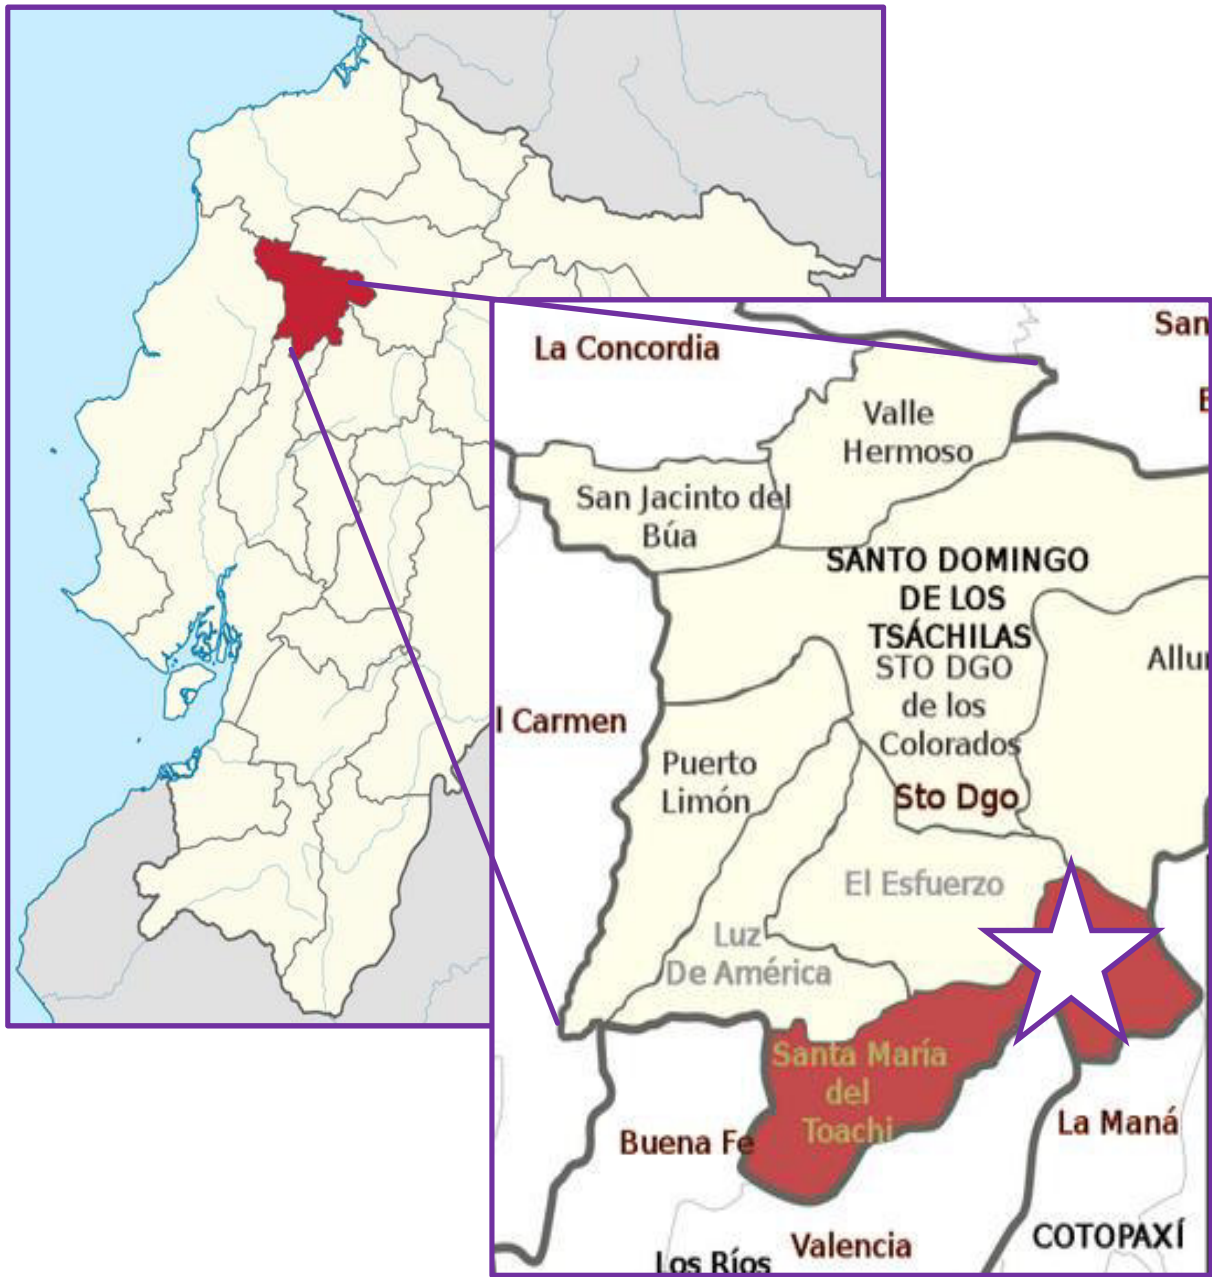 La Concordia
San
E
Valle
Hermoso
San Jacinto del
Búa
SANTO DOMINGO
DE LOS
TSÁCHILAS
STO DGO
de los
Colorados
Allur
l Carmen
Puerto
Limón
Sto Dgo
El Esfuerzo
Luz
De América
Santa María
del
Toachi
Buena Fe
La Maná
COTOPAXÍ
Valencia
Los Ríos